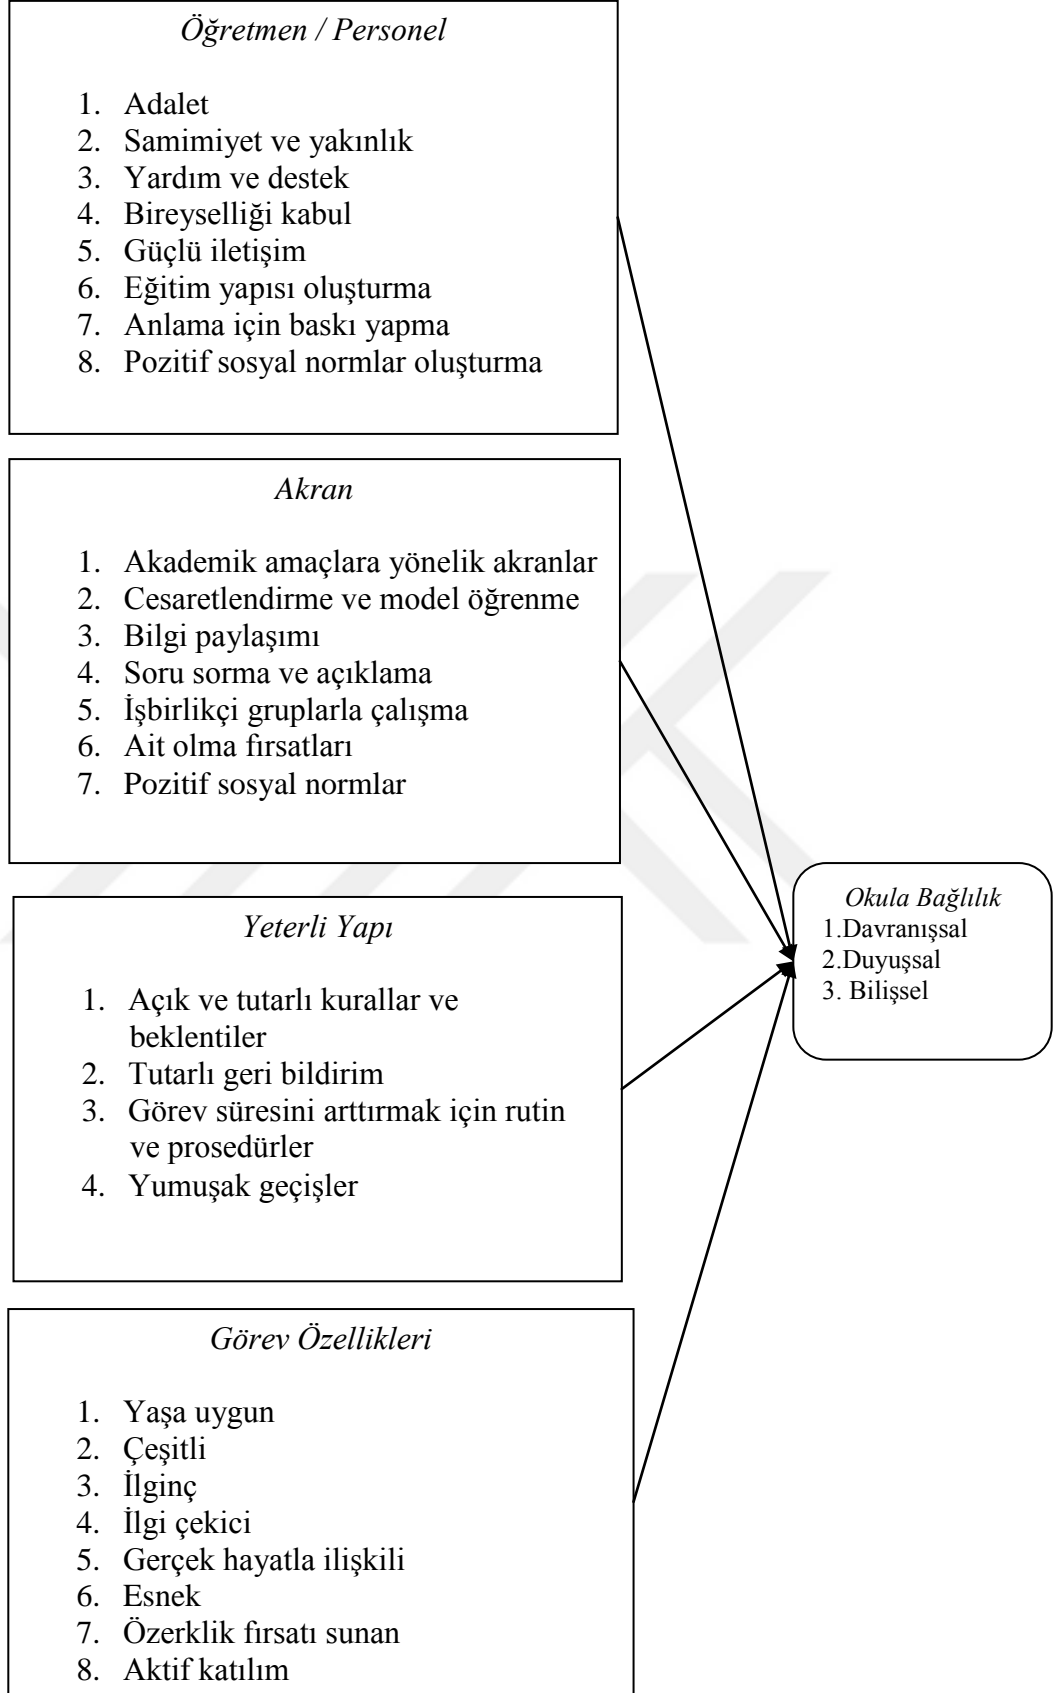 Öğretmen / Personel
1. Adalet
2. Samimiyet ve yakınlık
3. Yardım ve destek
4. Bireyselliği kabul
5. Güçlü iletişim
6. Eğitim yapısı oluşturma
7. Anlama için baskı yapma
8. Pozitif sosyal normlar oluşturma
Akran
1. Akademik amaçlara yönelik akranlar
2. Cesaretlendirme ve model öğrenme
3. Bilgi paylaşımı
4. Soru sorma ve açıklama
5. İşbirlikçi gruplarla çalışma
6. Ait olma fırsatları
7. Pozitif sosyal normlar
Yeterli Yapı
1. Açık ve tutarlı kurallar ve
beklentiler
2. Tutarlı geri bildirim
3. Görev süresini arttırmak için rutin
ve prosedürler
4. Yumuşak geçişler
Görev Özellikleri
1. Yaşa uygun
2. Çeşitli
3. İlginç
4. İlgi çekici
5. Gerçek hayatla ilişkili
6. Esnek
7. Özerklik fırsatı sunan
8. Aktif katılım
Okula Bağlılık
1.Davranışsal
2.Duyuşsal
3. Bilişsel